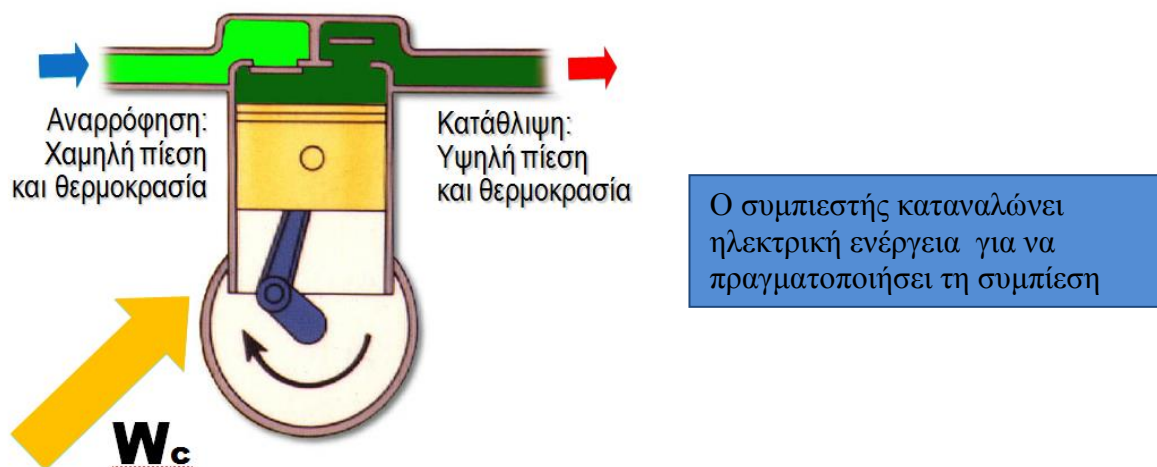 Αναρρόφηση:
Χαμηλή πίεση
και θερμοκρασία
Κατάθλιψη:
Υψηλή πίεση
και θερμοκρασία
Ο συμπιεστής καταναλώνει
ηλεκτρική ενέργεια για να
πραγματοποιήσει τη συμπίεση
Wc